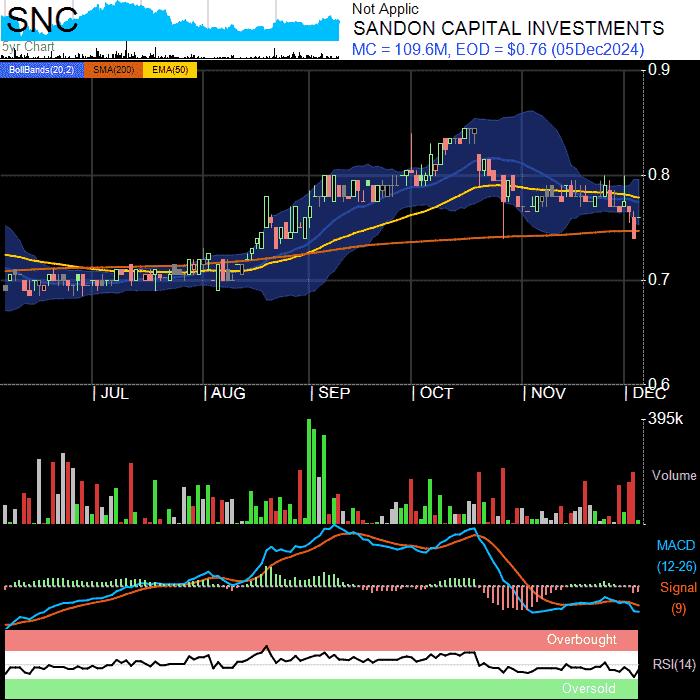 SNC
5yr Chart
Not Applic
SANDON CAPITAL INVESTMENTS
MC = 109.6M, EOD = $0.76 (05Dec2024)
BollBands(20,2) SMA(200) EMA(50)
0.9
0.8
0.7
0.6
JUL AUG SEP OCT NOV DEC
395k
Volume
MACD
(12-26)
Signal
(9)
Overbought
RSI(14)
Oversold